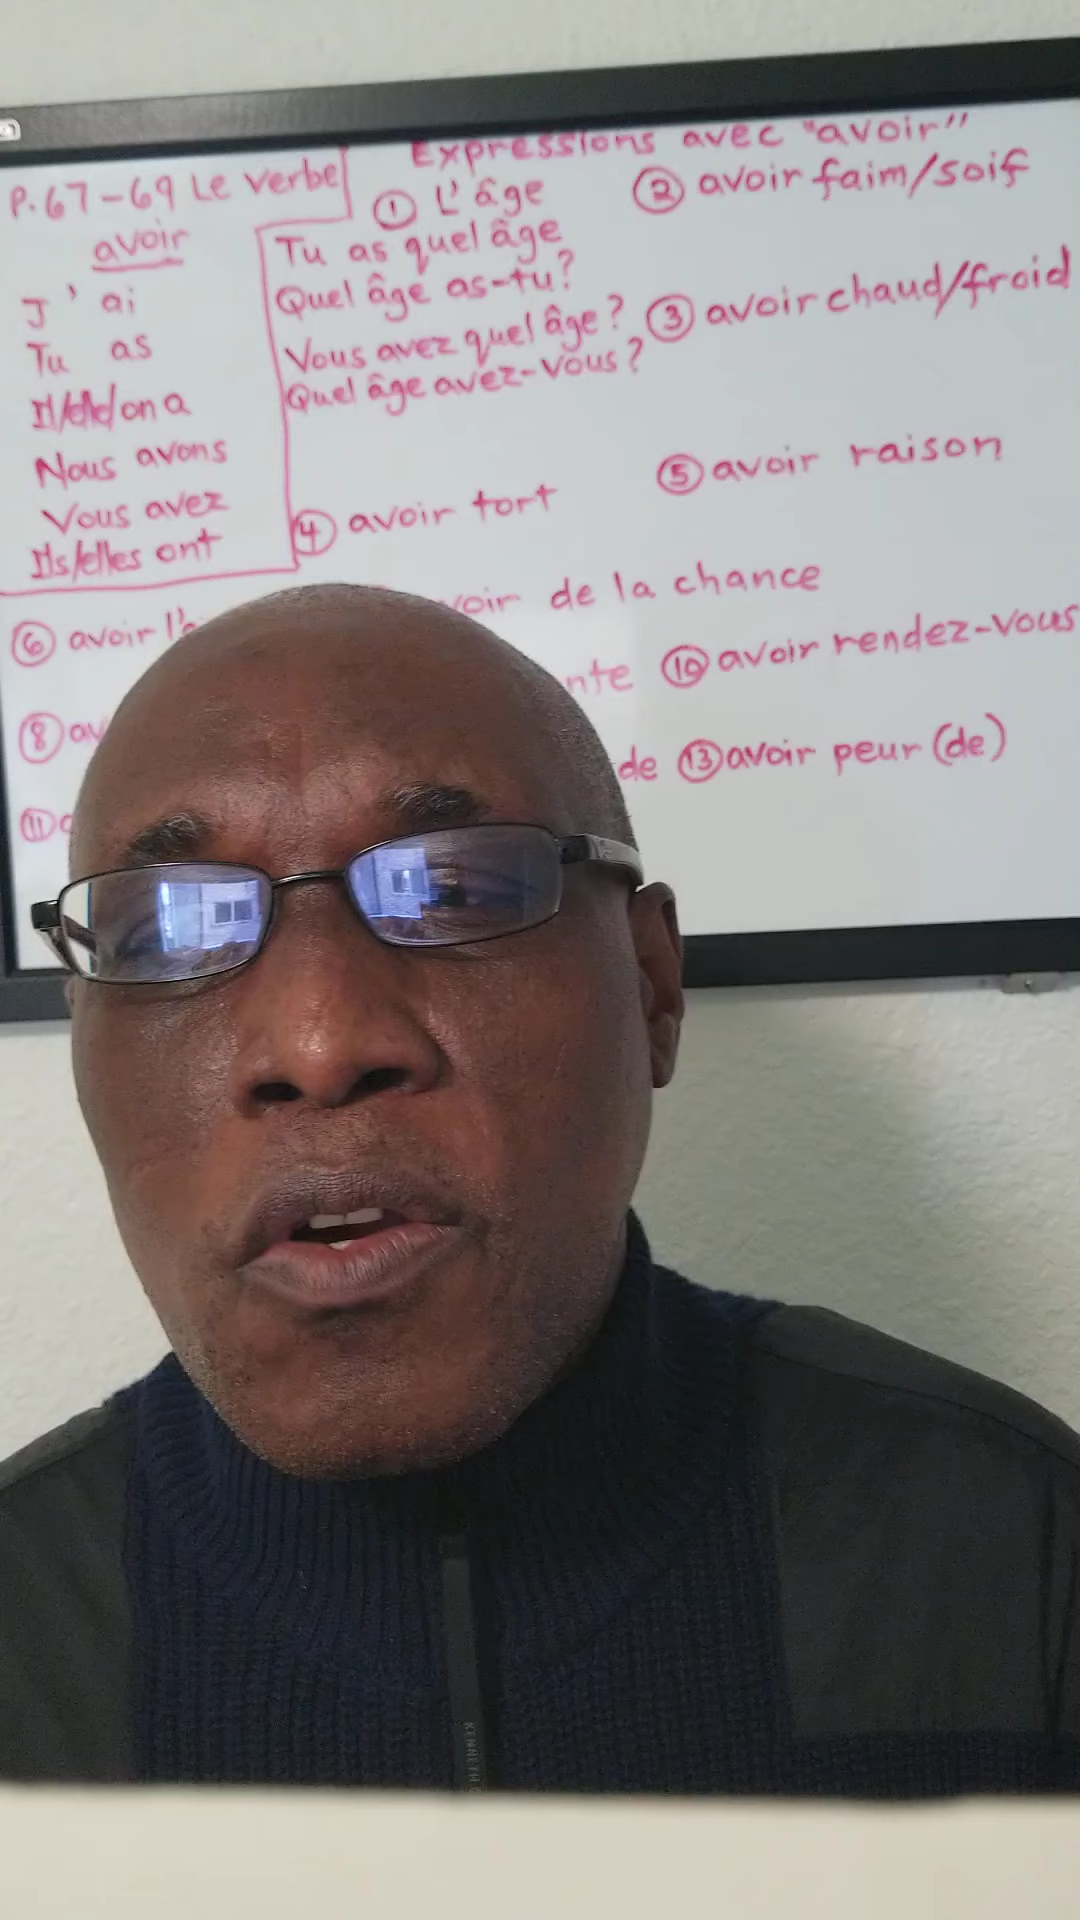 Expressions avec "avoir"
P. 67-69 Le verbe
avoir
J' ai
Tu as
Il/elle/on a
Nous avons
Vous avez
Ils/elles ont
① L'âge
Tu as quel âge
Quel âge as-tu?
Vous avez quel âge?
Quel âge avez-vous?
② avoir faim/soif
③ avoir chaud/froid
④ avoir tort
⑤ avoir raison
⑥ avoir
de la chance
⑧
⑩ avoir rendez-vous
⑪
de ⑬ avoir peur (de)
KENNETH